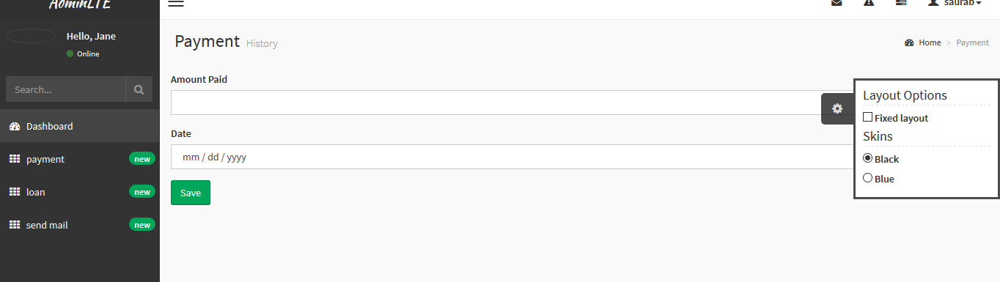 AdminLTE
saurab
Hello, Jane
Online
Search...
Dashboard
payment new
loan new
send mail new
Payment History
Home > Payment
Amount Paid
Date
mm / dd / yyyy
Save
Layout Options
Fixed layout
Skins
Black
Blue